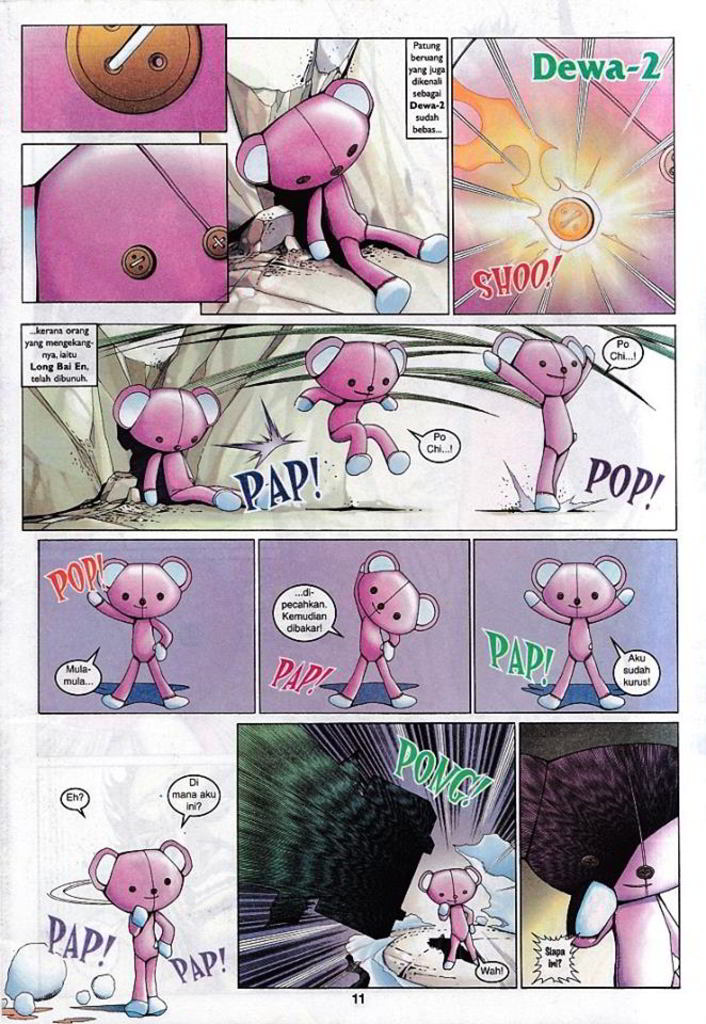 Patung
beruang
yang juga
dikenali
sebagai
Dewa-2
sudah
bebas...
Dewa-2
SHOO!
...kerana orang
yang mengekang-
nya, iaitu
Long Bai En,
telah dibunuh.
PAP!
Po
Chi...!
Po
Chi...!
POP!
POP!
Mula-
mula...
...di-
pecahkan.
Kemudian
dibakar!
PAP!
PAP!
Aku
sudah
kurus!
Eh?
Di
mana aku
ini?
PAP!
PAP!
PONG!
Wah!
Siapa
ini?
11